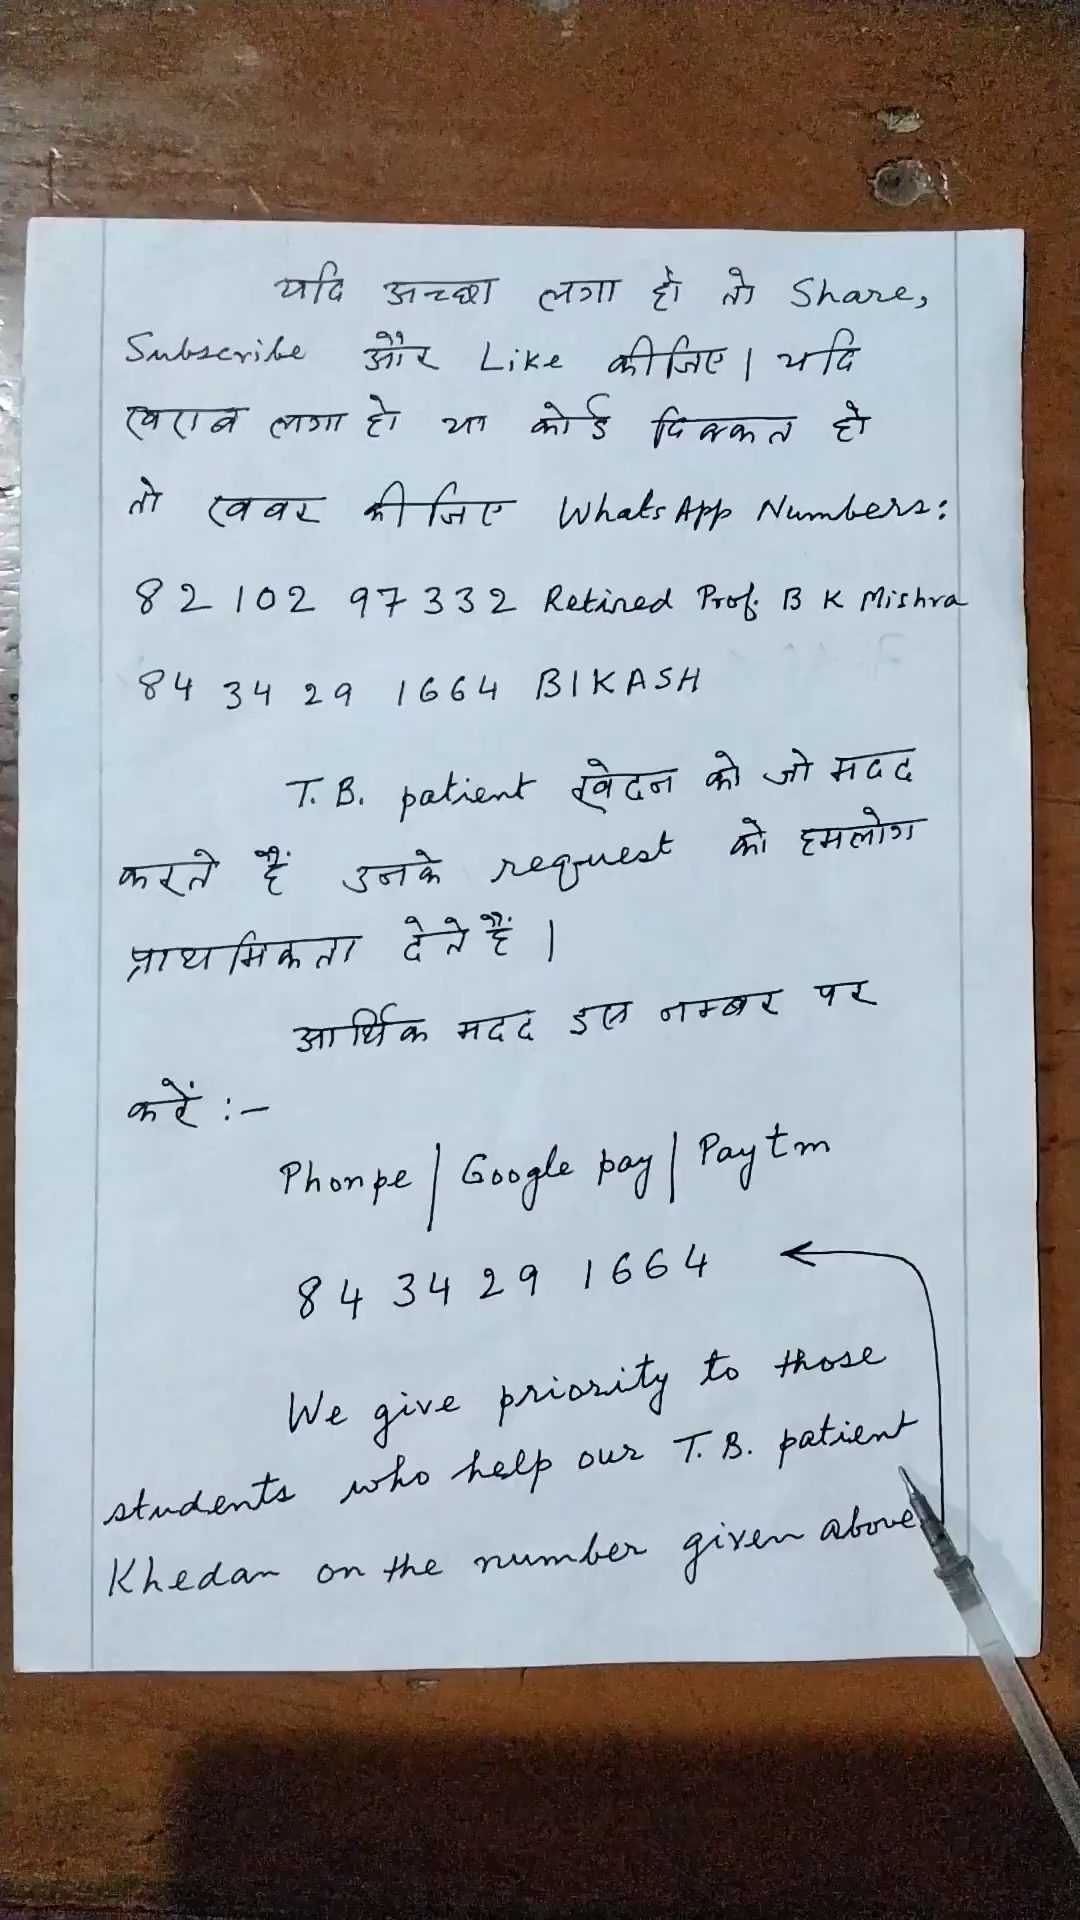 यदि अच्छा लगा हो तो Share,
Subscribe और Like कीजिए। यदि
खराब लगा हो या कोई दिक्कत हो
तो खबर कीजिए WhatsApp Numbers:
82 102 97 332 Retired Prof. B K Mishra
84 34 29 1664 BIKASH
T. B. patient खेदन को जो मदद
करते हैं उनके request को हमलोग
प्राथमिकता देते हैं।
आर्थिक मदद इस नम्बर पर
करें :-
Phonpe | Google pay | Paytm
84 34 29 1664
We give priority to those
students who help our T. B. patient
Khedan on the number given above